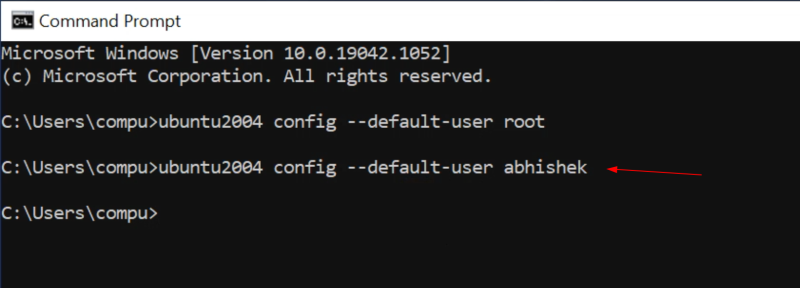 Command Prompt
Microsoft Windows [Version 10.0.19042.1052]
(c) Microsoft Corporation. All rights reserved.
C:\Users\compu>ubuntu2004 config --default-user root
C:\Users\compu>ubuntu2004 config --default-user abhishek
C:\Users\compu>